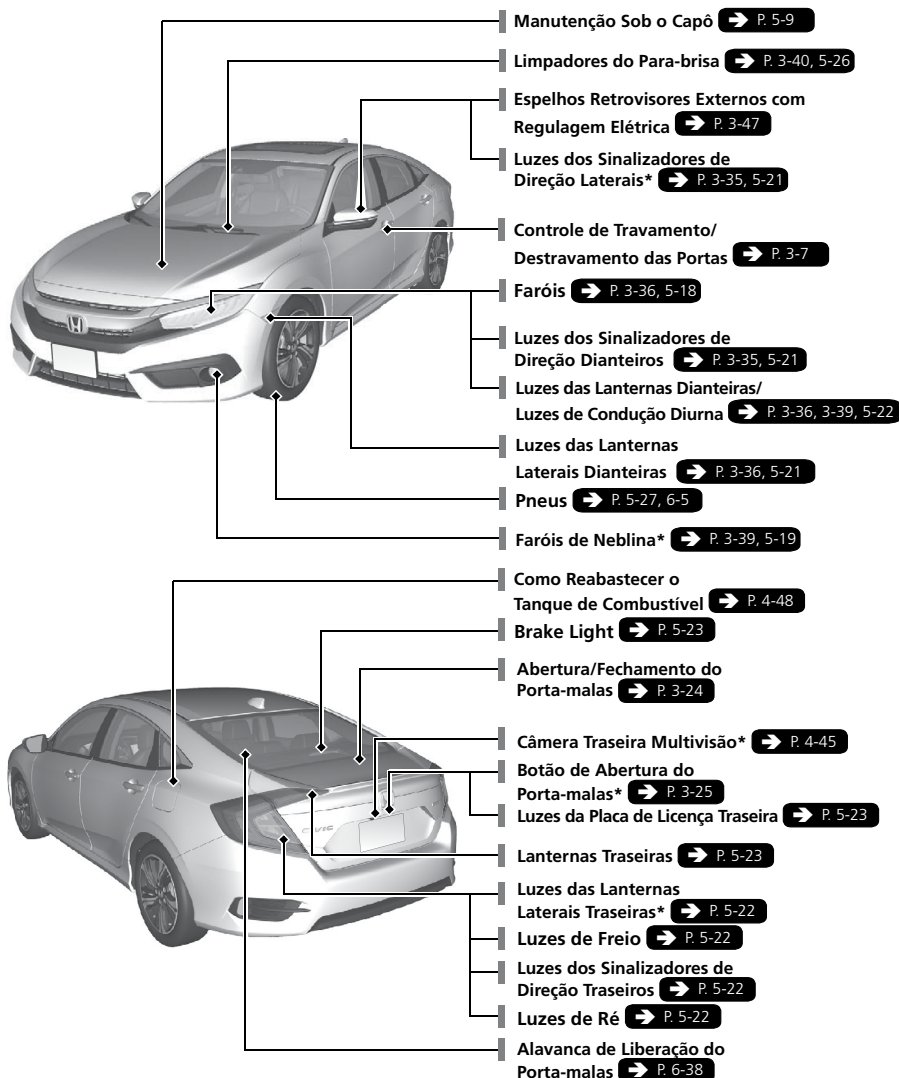 Manutenção Sob o Capô P. 5-9
Limpadores do Para-brisa P. 3-40, 5-26
Espelhos Retrovisores Externos com
Regulagem Elétrica P. 3-47
Luzes dos Sinalizadores de
Direção Laterais* P. 3-35, 5-21
Controle de Travamento/
Destravamento das Portas P. 3-7
Faróis P. 3-36, 5-18
Luzes dos Sinalizadores de
Direção Dianteiros P. 3-35, 5-21
Luzes das Lanternas Dianteiras/
Luzes de Condução Diurna P. 3-36, 3-39, 5-22
Luzes das Lanternas
Laterais Dianteiras P. 3-36, 5-21
Pneus P. 5-27, 6-5
Faróis de Neblina* P. 3-39, 5-19
Como Reabastecer o
Tanque de Combustível P. 4-48
Brake Light P. 5-23
Abertura/Fechamento do
Porta-malas P. 3-24
Câmera Traseira Multivisão* P. 4-45
Botão de Abertura do
Porta-malas* P. 3-25
Luzes da Placa de Licença Traseira P. 5-23
CIVIC
Lanternas Traseiras P. 5-23
Luzes das Lanternas
Laterais Traseiras* P. 5-22
Luzes de Freio P. 5-22
Luzes dos Sinalizadores de
Direção Traseiros P. 5-22
Luzes de Ré P. 5-22
Alavanca de Liberação do
Porta-malas P. 6-38